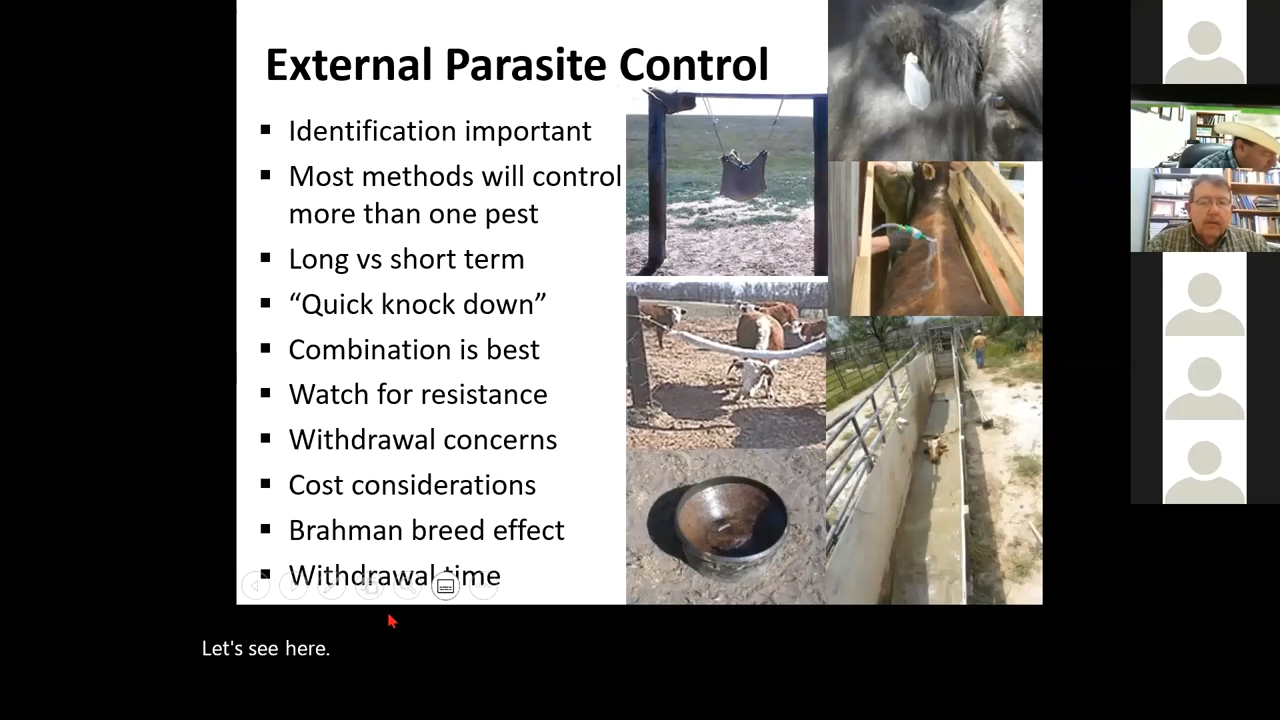 External Parasite Control
▪ Identification important
▪ Most methods will control
more than one pest
▪ Long vs short term
▪ “Quick knock down”
▪ Combination is best
▪ Watch for resistance
▪ Withdrawal concerns
▪ Cost considerations
▪ Brahman breed effect
▪ Withdrawal time
Let's see here.